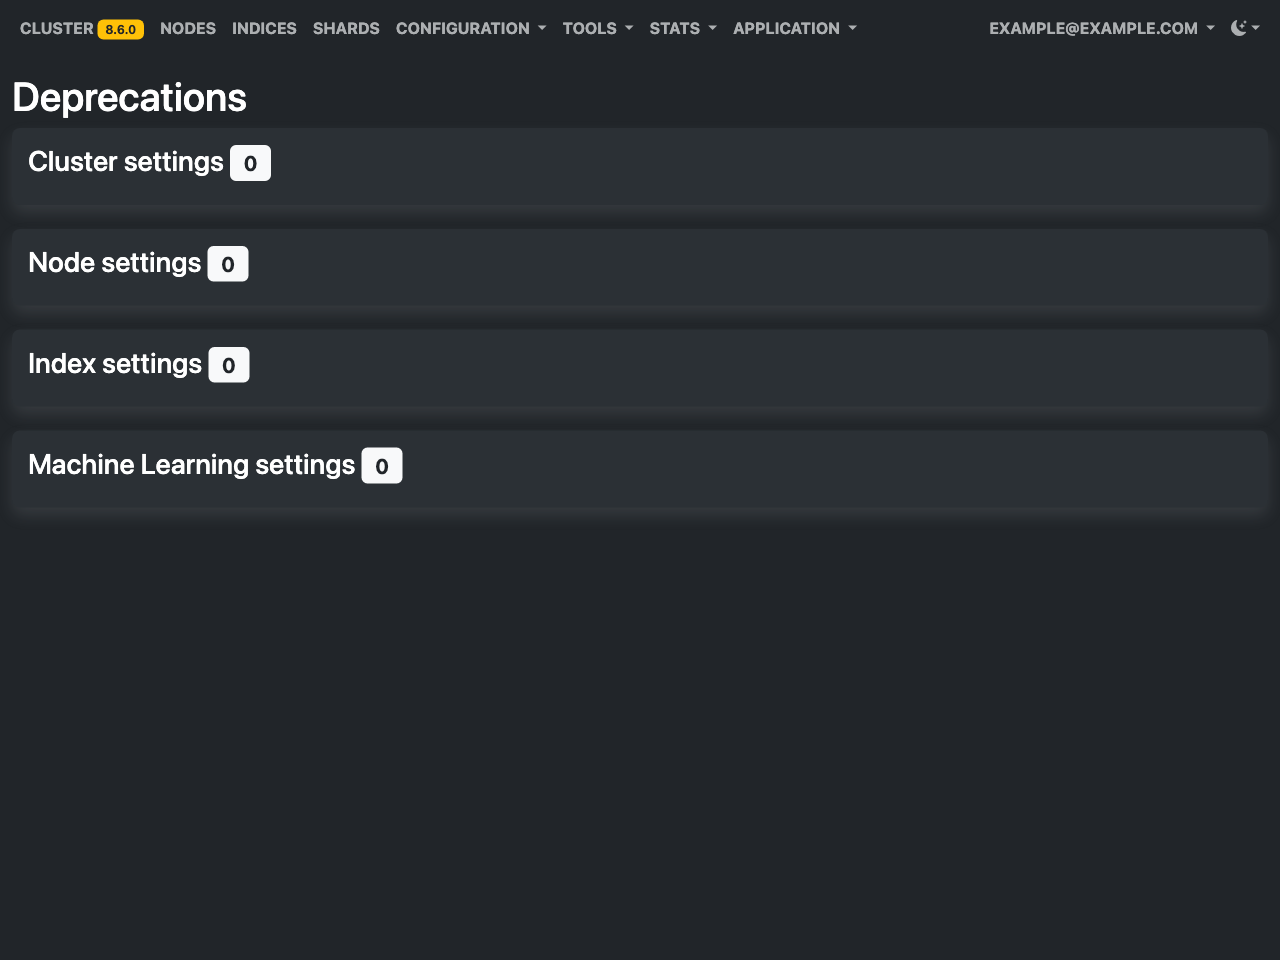 CLUSTER 8.6.0 NODES INDICES SHARDS CONFIGURATION TOOLS STATS APPLICATION EXAMPLE@EXAMPLE.COM
Deprecations
Cluster settings 0
Node settings 0
Index settings 0
Machine Learning settings 0